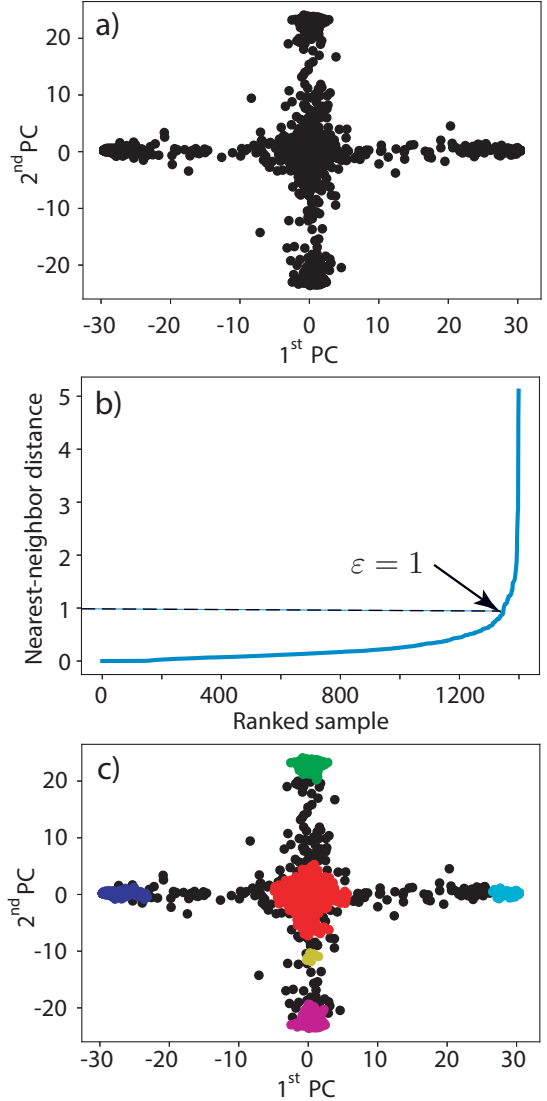 a)
20
10
0
-10
-20
2nd PC
-30 -20 -10 0 10 20 30
1st PC
b)
5
4
3
2
1
0
Nearest-neighbor distance
ε = 1
0 400 800 1200
Ranked sample
c)
20
10
0
-10
-20
2nd PC
-30 -20 -10 0 10 20 30
1st PC